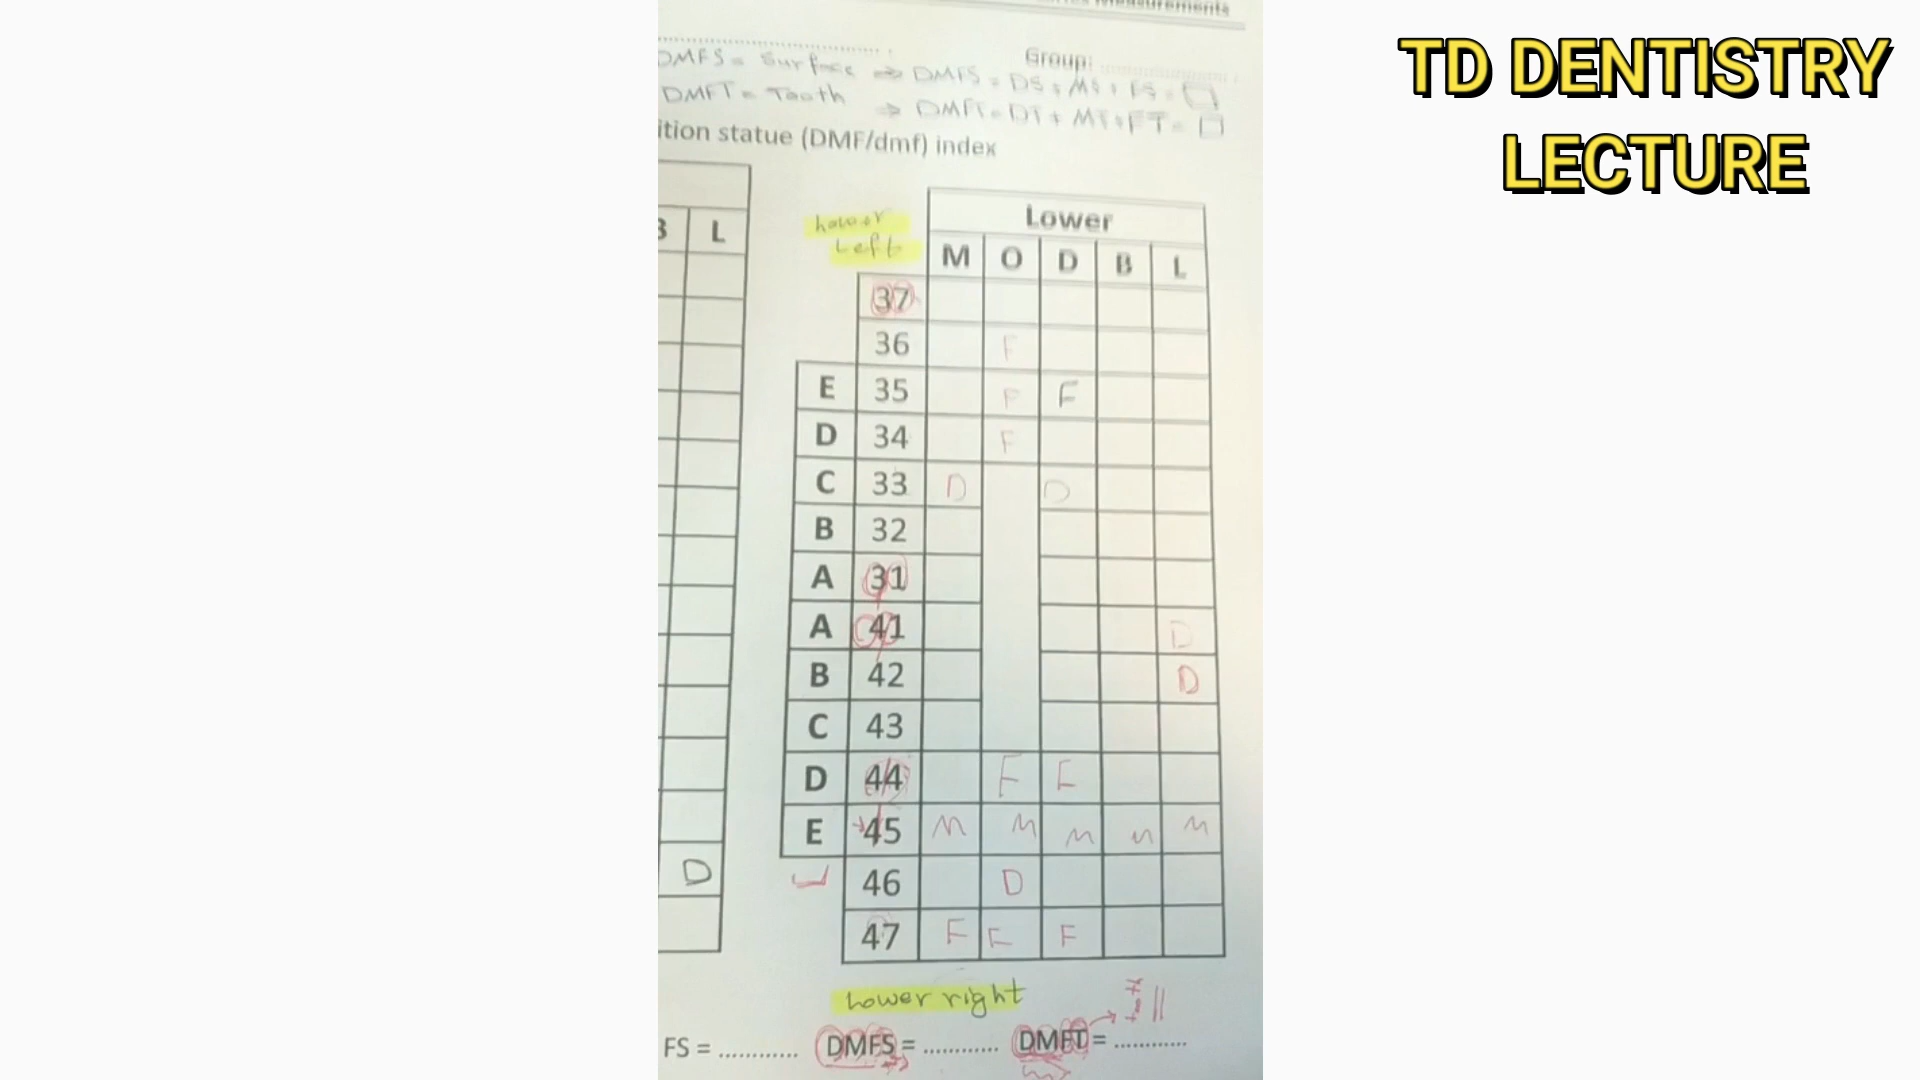 Measurements
Group:
DMFS = Surface => DMFS = DS + MS + FS = □
DMFT = Tooth => DMFT = DT + MT + FT = □
ition statue (DMF/dmf) index
TD DENTISTRY
LECTURE
B L
D
Lower
Left
Lower
M O D B L
37
36 F
E 35 F F
D 34 F
C 33 D D
B 32
A 31
A 41 D
B 42 D
C 43
D 44 F F
E 45 M M M M M
46 D
47 F F F
Lower right
tooth
FS = ............ DMFS = ............ DMFT = ............